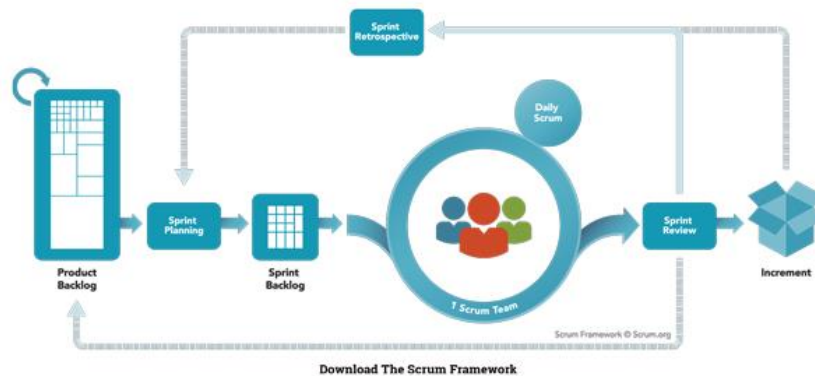 Sprint
Retrospective
Daily
Scrum
Sprint
Planning
Sprint
Review
Product
Backlog
Sprint
Backlog
1 Scrum Team
Increment
Scrum Framework © Scrum.org
Download The Scrum Framework